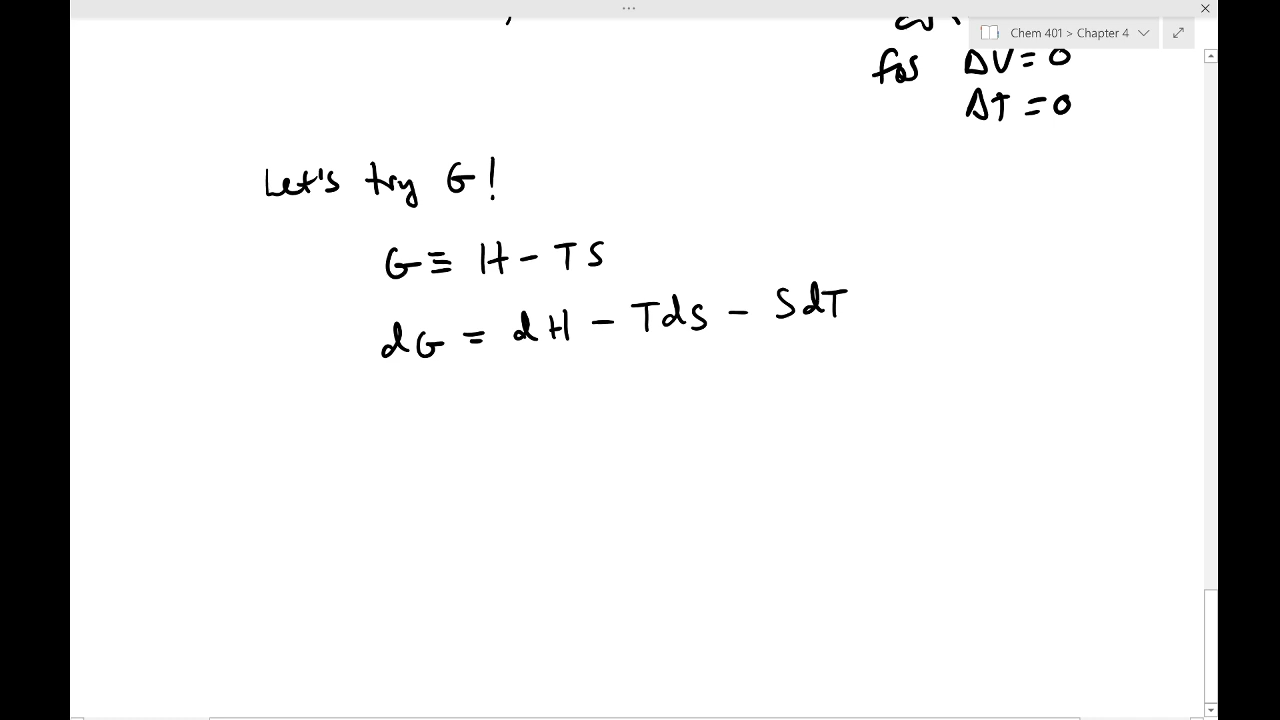 Chem 401 > Chapter 4
for ΔV = 0
ΔT = 0
Let's try G!
G ≡ H - TS
dG = dH - TdS - SdT